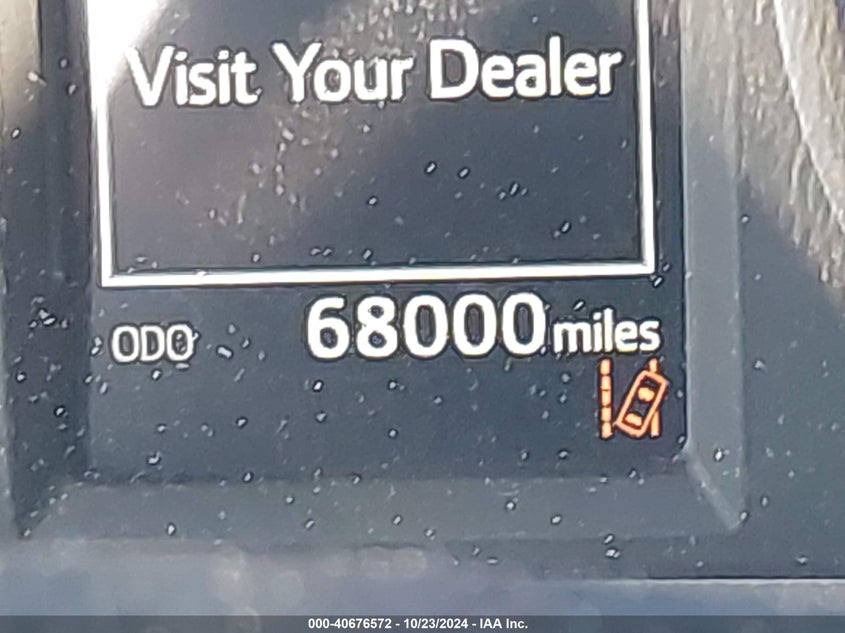 Visit Your Dealer
ODO 68000 miles
000-40676572 - 10/23/2024 - IAA Inc.